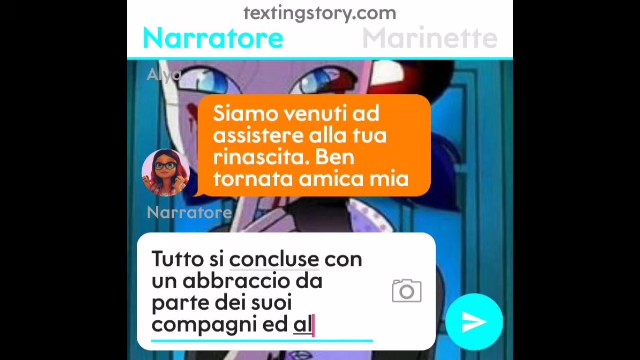 textingstory.com
Narratore
Marinette
Alya
Siamo venuti ad
assistere alla tua
rinascita. Ben
tornata amica mia
Narratore
Tutto si concluse con
un abbraccio da
parte dei suoi
compagni ed al